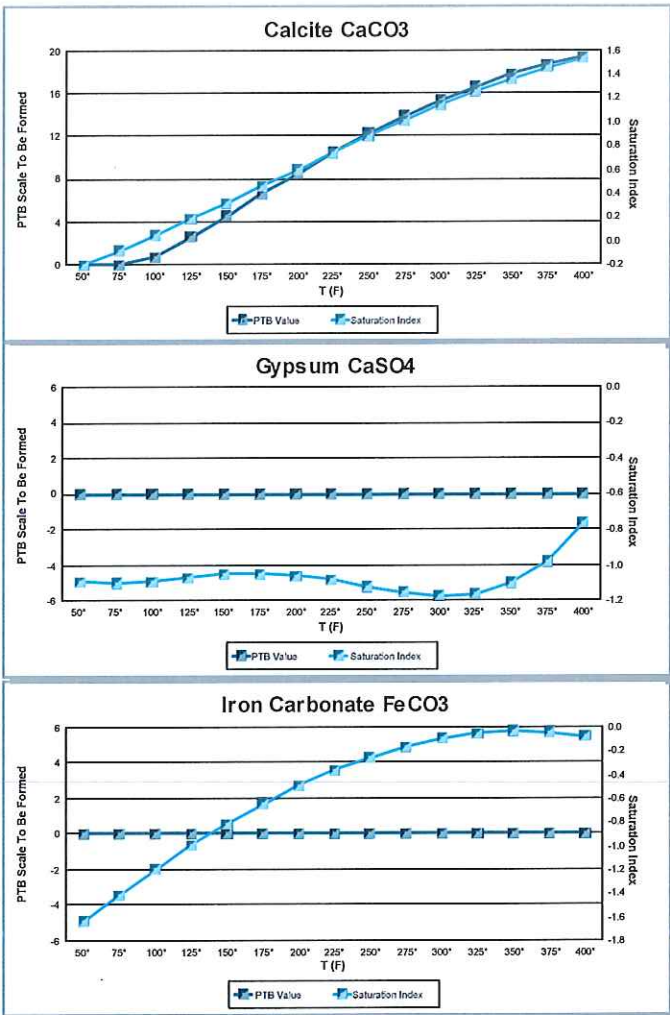 Calcite CaCO3
PTB Scale To Be Formed
20
16
12
8
4
0
1.6
1.4
1.2
1.0
0.8
0.6
0.4
0.2
0.0
-0.2
Saturation Index
50° 75° 100° 125° 150° 175° 200° 225° 250° 275° 300° 325° 350° 375° 400°
T (F)
PTB Value Saturation Index
Gypsum CaSO4
PTB Scale To Be Formed
6
4
2
0
-2
-4
-6
0.0
-0.2
-0.4
-0.6
-0.8
-1.0
-1.2
Saturation Index
50° 75° 100° 125° 150° 175° 200° 225° 250° 275° 300° 325° 350° 375° 400°
T (F)
PTB Value Saturation Index
Iron Carbonate FeCO3
PTB Scale To Be Formed
6
4
2
0
-2
-4
-6
0.0
-0.2
-0.4
-0.6
-0.8
-1.0
-1.2
-1.4
-1.6
-1.8
Saturation Index
50° 75° 100° 125° 150° 175° 200° 225° 250° 275° 300° 325° 350° 375° 400°
T (F)
PTB Value Saturation Index